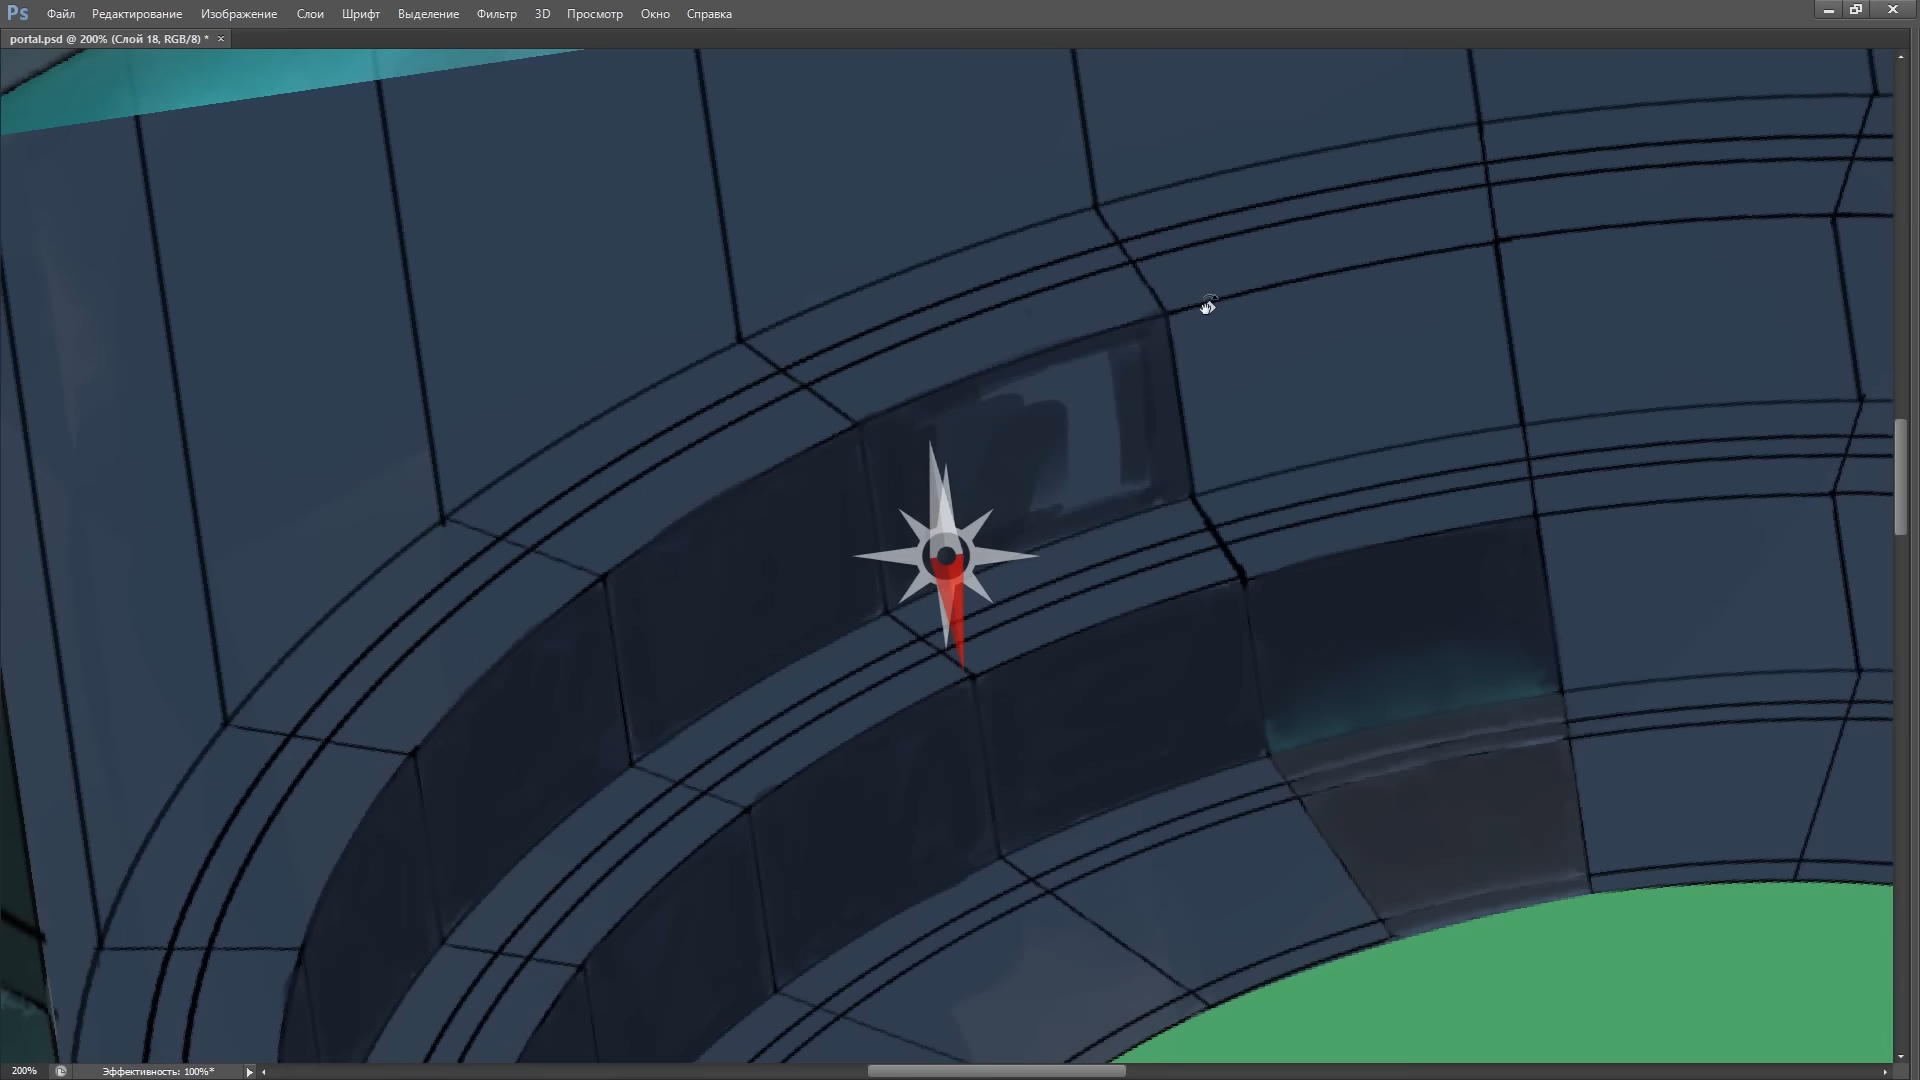 Ps Файл Редактирование Изображение Слои Шрифт Выделение Фильтр 3D Просмотр Окно Справка
portal.psd @ 200% (Слой 18, RGB/8) * ×
200% Эффективность: 100%*